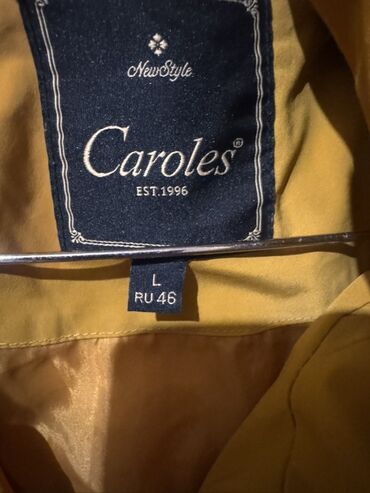 NewStyle
Caroles®
EST.1996
L
RU 46